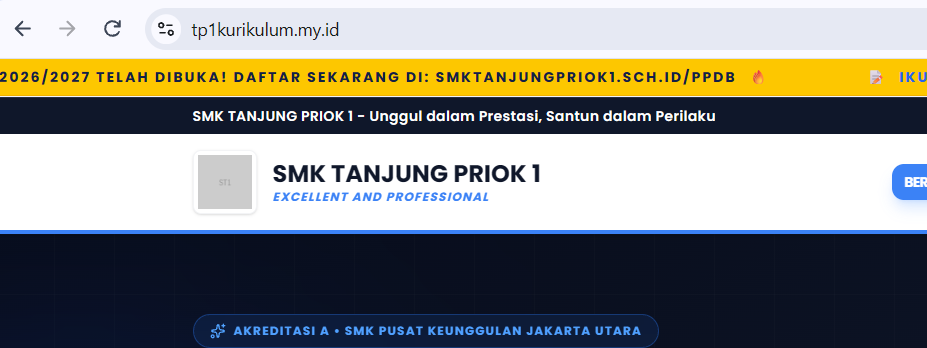 tp1kurikulum.my.id
2026/2027 TELAH DIBUKA! DAFTAR SEKARANG DI: SMKTANJUNGPRIOK1.SCH.ID/PPDB 🔥 📝 IKU
SMK TANJUNG PRIOK 1 - Unggul dalam Prestasi, Santun dalam Perilaku
STL
SMK TANJUNG PRIOK 1
EXCELLENT AND PROFESSIONAL
BER
AKREDITASI A • SMK PUSAT KEUNGGULAN JAKARTA UTARA